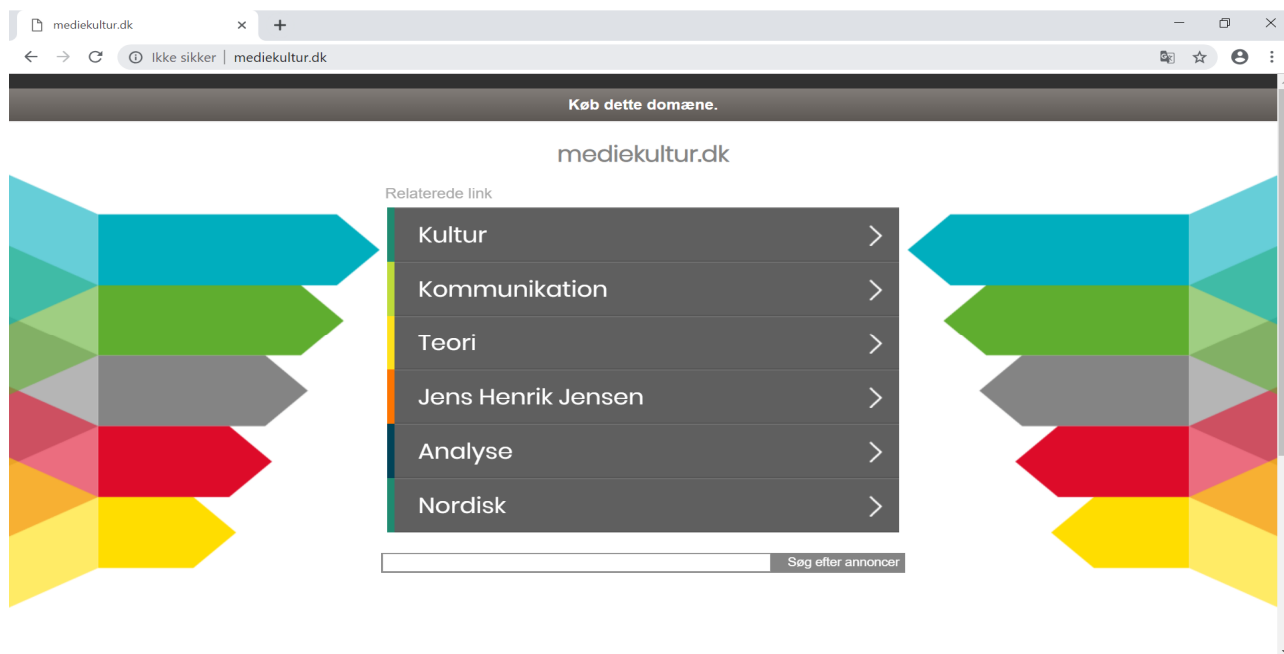 mediekultur.dk
Ikke sikker | mediekultur.dk
Køb dette domæne.
mediekultur.dk
Relaterede link
Kultur
Kommunikation
Teori
Jens Henrik Jensen
Analyse
Nordisk
Søg efter annoncer